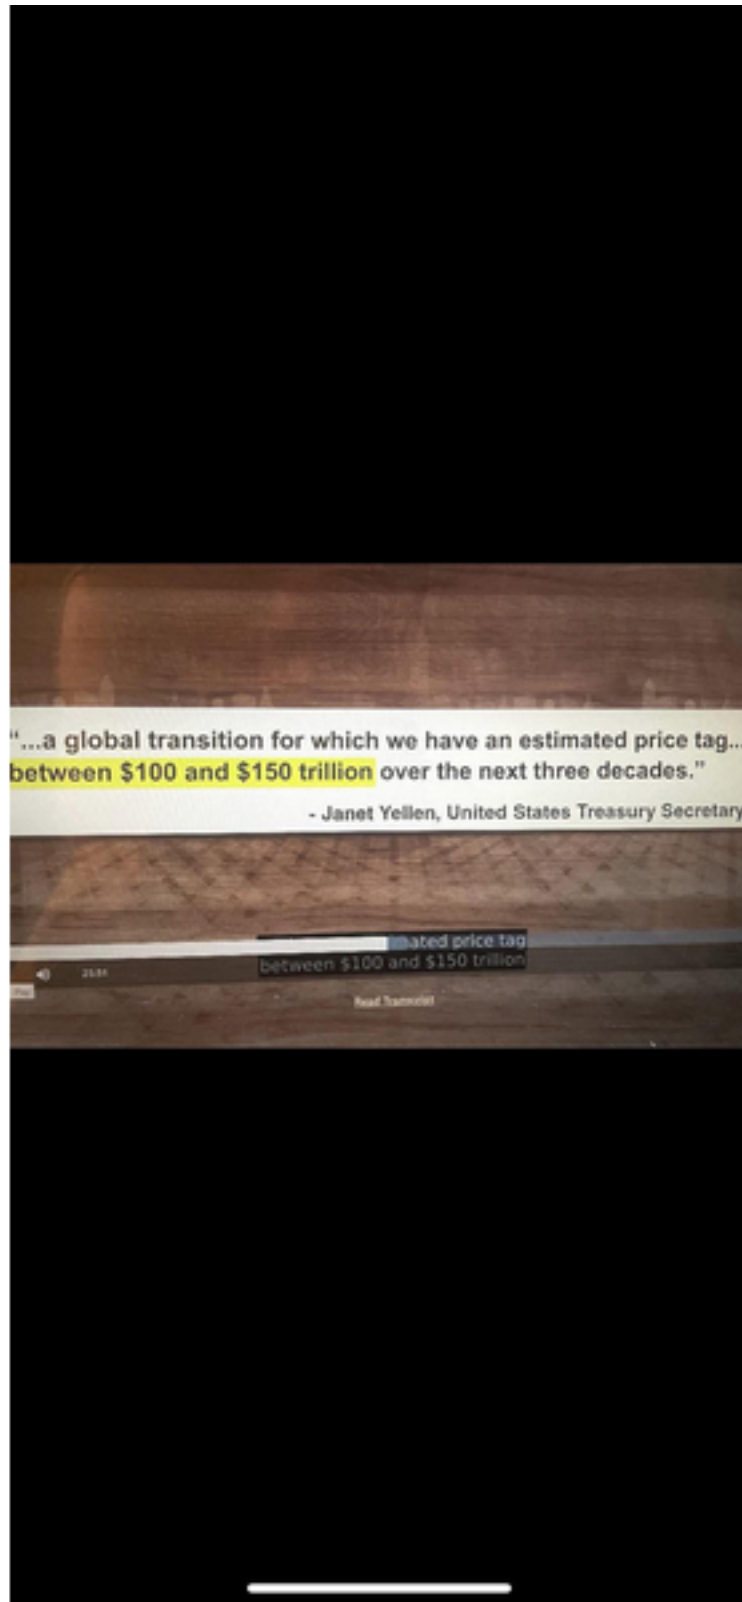 “...a global transition for which we have an estimated price tag...
between $100 and $150 trillion over the next three decades.”
- Janet Yellen, United States Treasury Secretary
ated price tag
between $100 and $150 trillion
Read Transcript